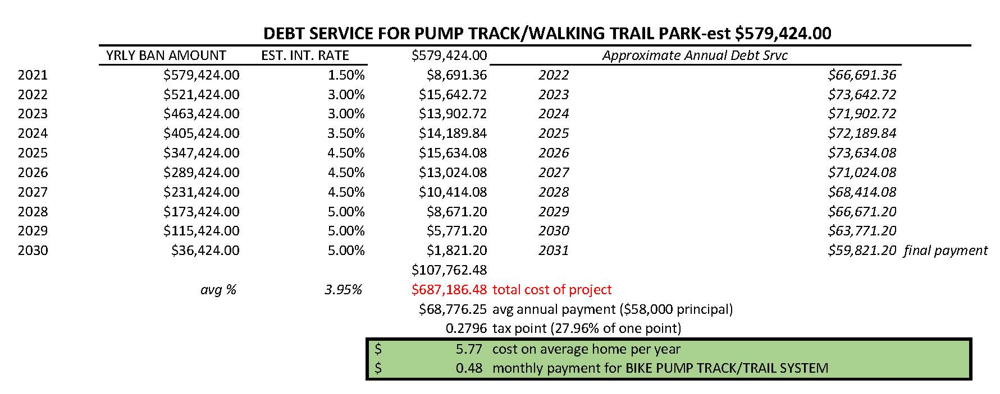 DEBT SERVICE FOR PUMP TRACK/WALKING TRAIL PARK-est $579,424.00
YRLY BAN AMOUNT EST. INT. RATE $579,424.00 Approximate Annual Debt Srvc
2021 $579,424.00 1.50% $8,691.36 2022 $66,691.36
2022 $521,424.00 3.00% $15,642.72 2023 $73,642.72
2023 $463,424.00 3.00% $13,902.72 2024 $71,902.72
2024 $405,424.00 3.50% $14,189.84 2025 $72,189.84
2025 $347,424.00 4.50% $15,634.08 2026 $73,634.08
2026 $289,424.00 4.50% $13,024.08 2027 $71,024.08
2027 $231,424.00 4.50% $10,414.08 2028 $68,414.08
2028 $173,424.00 5.00% $8,671.20 2029 $66,671.20
2029 $115,424.00 5.00% $5,771.20 2030 $63,771.20
2030 $36,424.00 5.00% $1,821.20 2031 $59,821.20 final payment
$107,762.48
avg % 3.95% $687,186.48 total cost of project
$68,776.25 avg annual payment ($58,000 principal)
0.2796 tax point (27.96% of one point)
$ 5.77 cost on average home per year
$ 0.48 monthly payment for BIKE PUMP TRACK/TRAIL SYSTEM